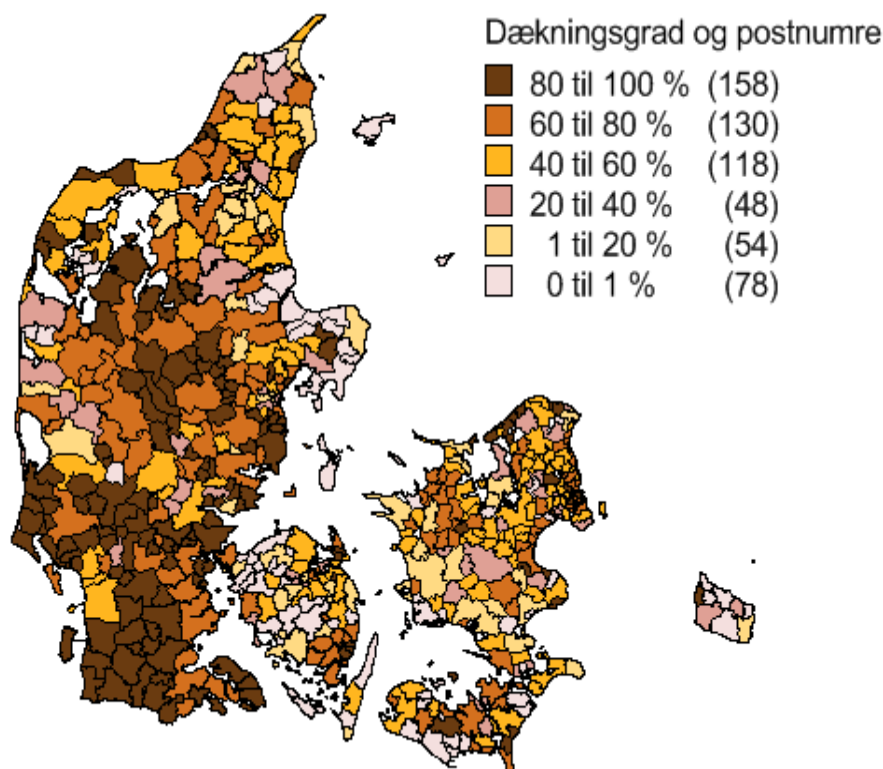 Dækningsgrad og postnumre
80 til 100 % (158)
60 til 80 % (130)
40 til 60 % (118)
20 til 40 % (48)
1 til 20 % (54)
0 til 1 % (78)